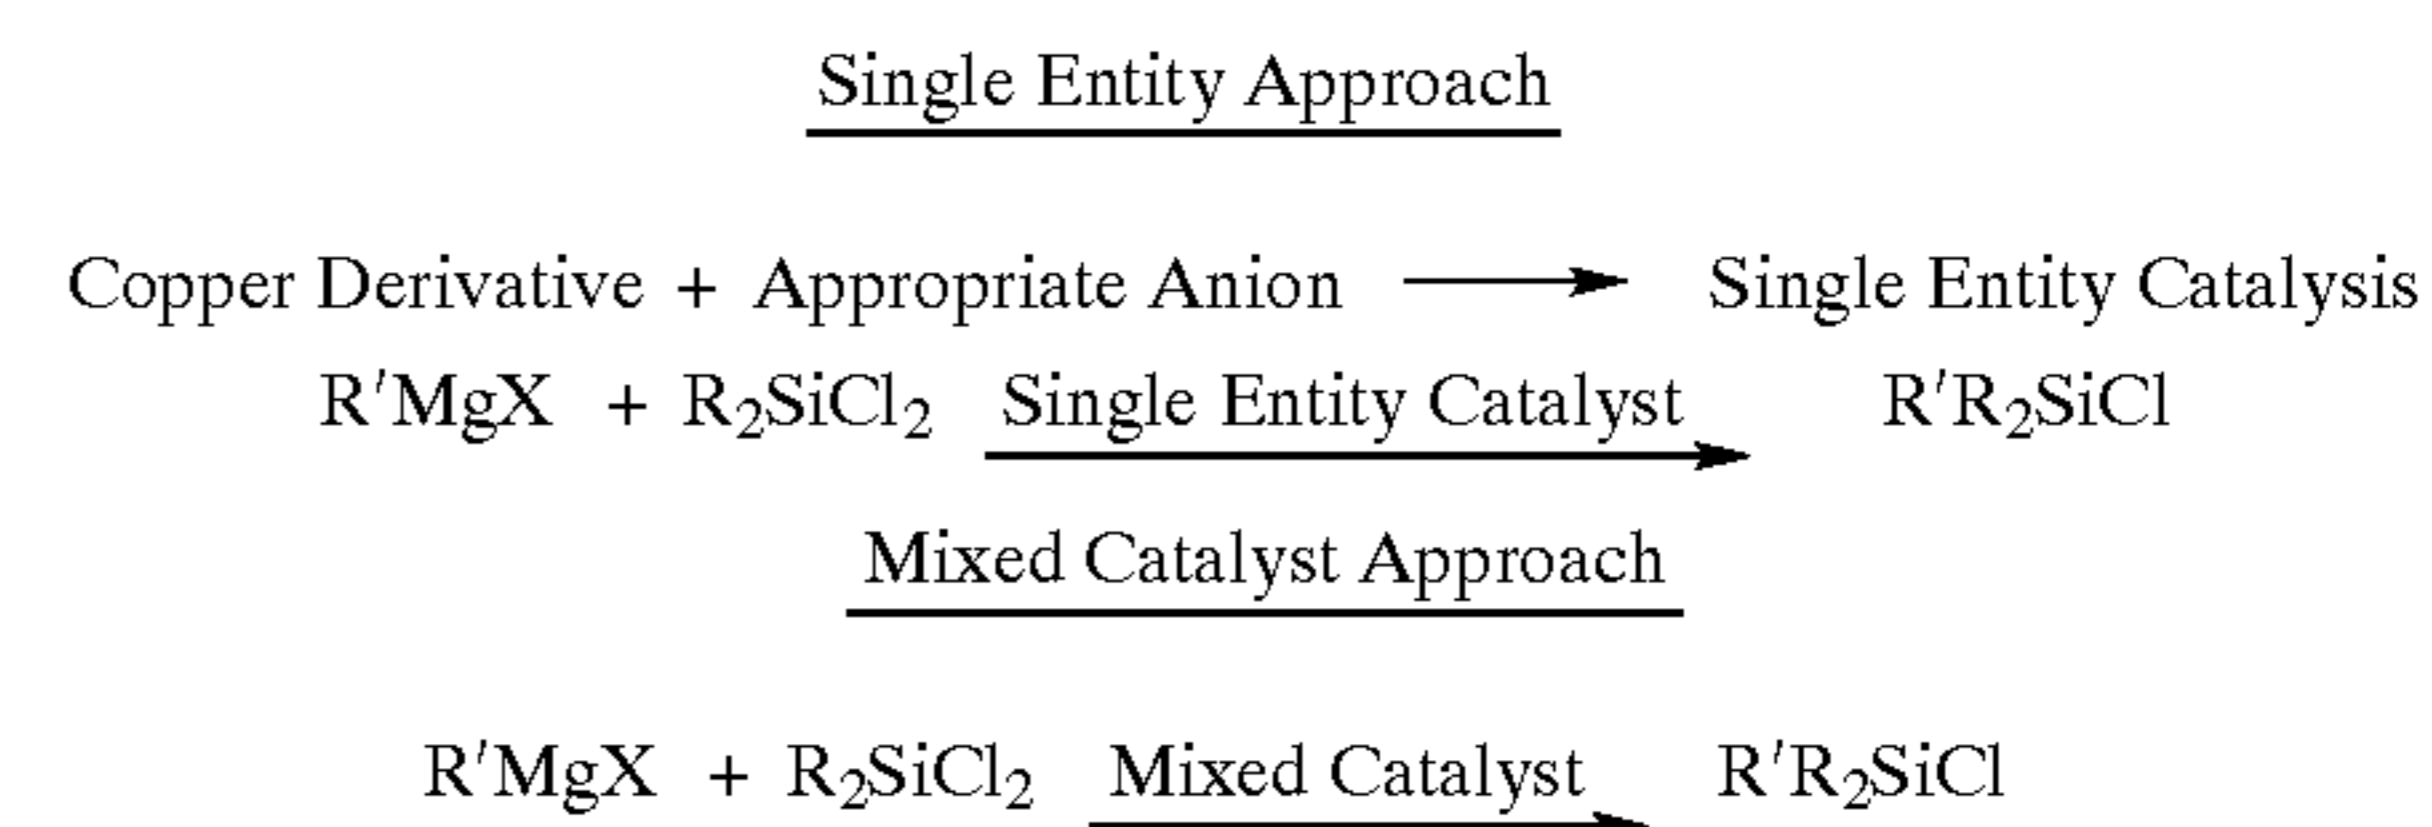 Single Entity Approach
Copper Derivative + Appropriate Anion ⟶ Single Entity Catalysis
R′MgX + R₂SiCl₂ Single Entity Catalyst R′R₂SiCl
Mixed Catalyst Approach
R′MgX + R₂SiCl₂ Mixed Catalyst R′R₂SiCl